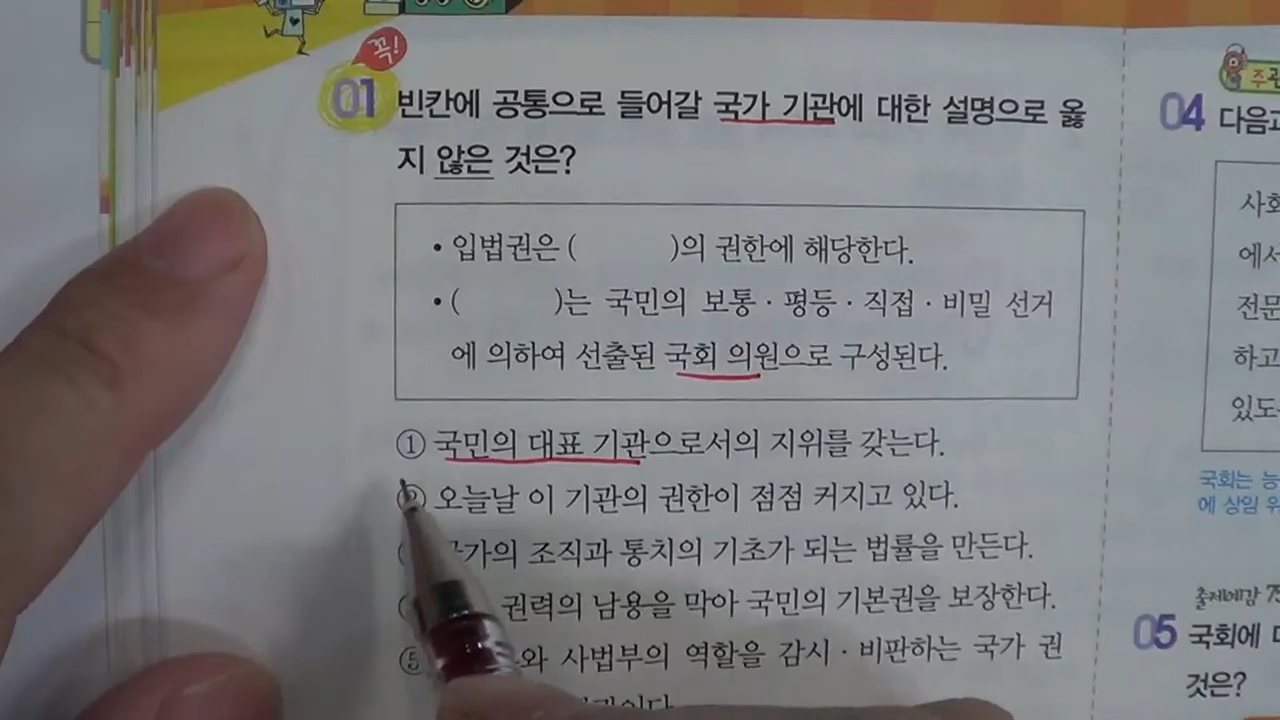 꼭!
01 빈칸에 공통으로 들어갈 국가 기관에 대한 설명으로 옳
지 않은 것은?
• 입법권은 ( )의 권한에 해당한다.
• ( )는 국민의 보통 · 평등 · 직접 · 비밀 선거
에 의하여 선출된 국회 의원으로 구성된다.
① 국민의 대표 기관으로서의 지위를 갖는다.
② 오늘날 이 기관의 권한이 점점 커지고 있다.
조직과 통치의 기초가 되는 법률을 만든다.
권력의 남용을 막아 국민의 기본권을 보장한다.
⑤ 사법부의 역할을 감시 · 비판하는 국가 권
04 다음과
사회
에서
전문
하고
있도
국회는 능
에 상임 위
출제예감
05 국회에
것은?